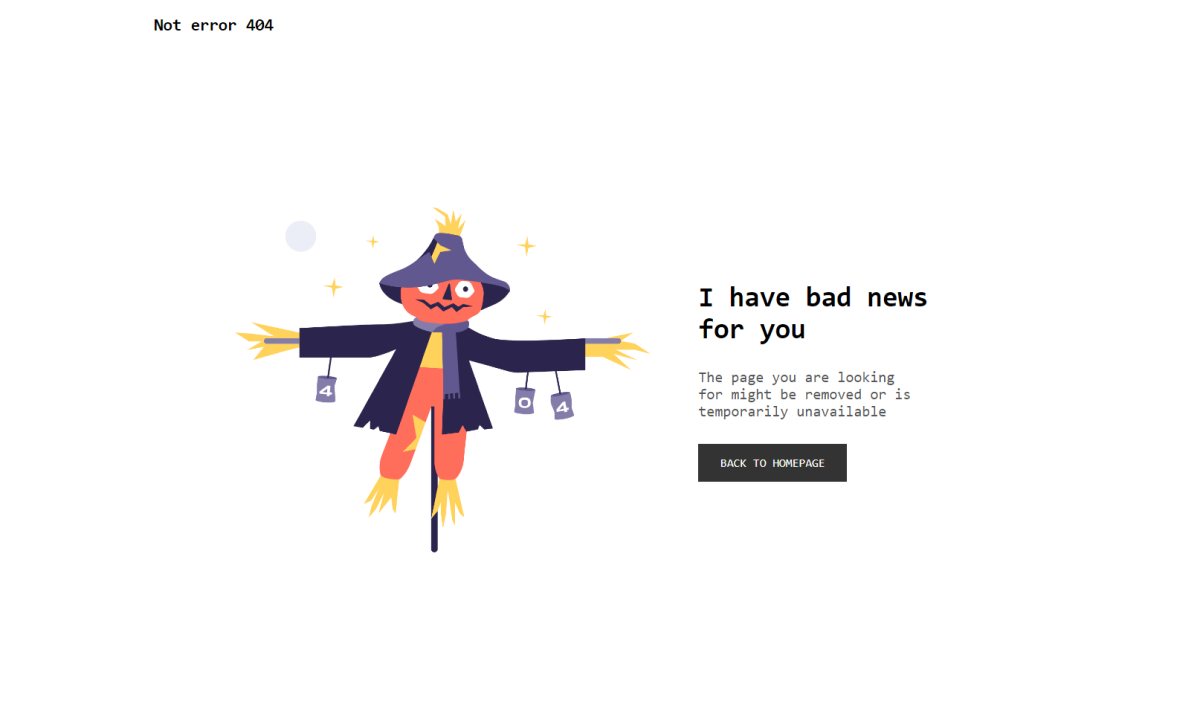 Not error 404
4
0
4
I have bad news
for you
The page you are looking
for might be removed or is
temporarily unavailable
BACK TO HOMEPAGE